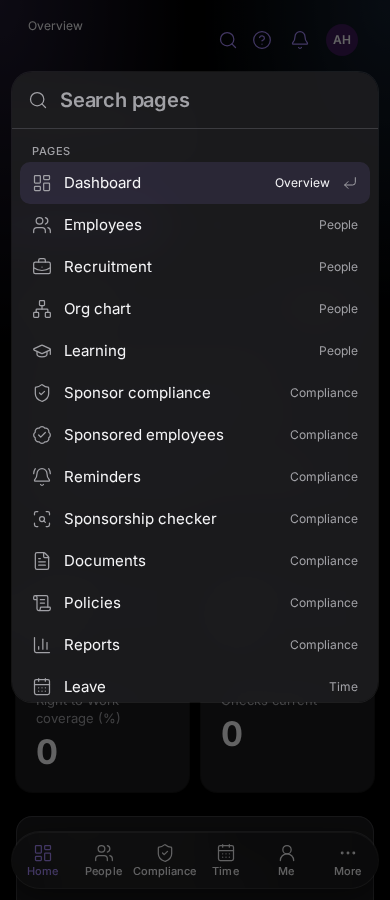 Overview
AH
Search pages
PAGES
Dashboard Overview
Employees People
Recruitment People
Org chart People
Learning People
Sponsor compliance Compliance
Sponsored employees Compliance
Reminders Compliance
Sponsorship checker Compliance
Documents Compliance
Policies Compliance
Reports Compliance
Leave Time
Right to Work Checks current
coverage (%)
0 0
Home People Compliance Time Me More